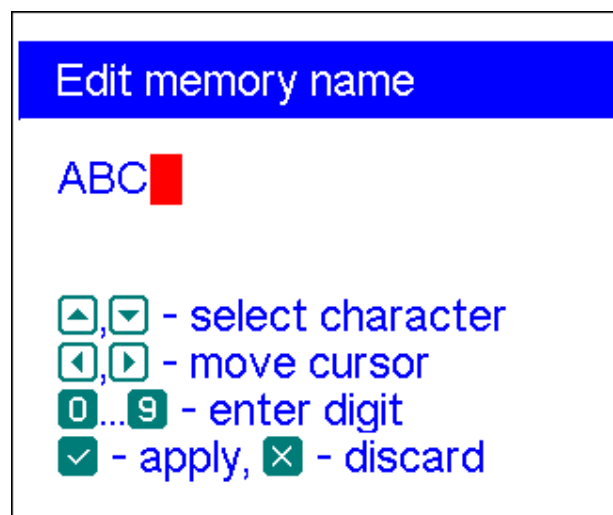 Edit memory name
ABC
, - select character
, - move cursor
0...9 - enter digit
- apply, - discard